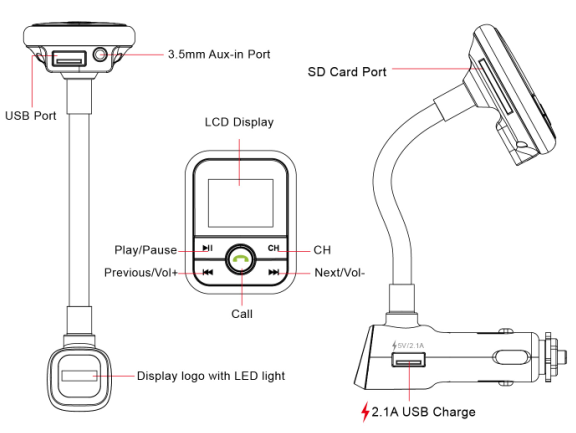 3.5mm Aux-in Port
USB Port
SD Card Port
LCD Display
Play/Pause
CH
CH
Previous/Vol+
Next/Vol-
Call
5V/2.1A
Display logo with LED light
2.1A USB Charge